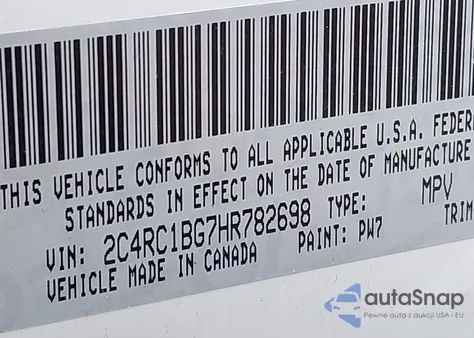 THIS VEHICLE CONFORMS TO ALL APPLICABLE U.S.A. FEDERA
STANDARDS IN EFFECT ON THE DATE OF MANUFACTURE
VIN: 2C4RC1BG7HR782698 TYPE: MPV
VEHICLE MADE IN CANADA PAINT: PW7 TRIM
autaSnap
Pewne auta z aukcji USA i EU